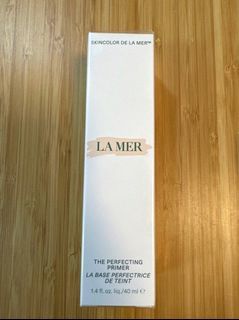 SKINCOLOR DE LA MER™
LA MER
THE PERFECTING
PRIMER
LA BASE PERFECTRICE
DE TEINT
1.4 fl.oz.liq./40 ml ℮